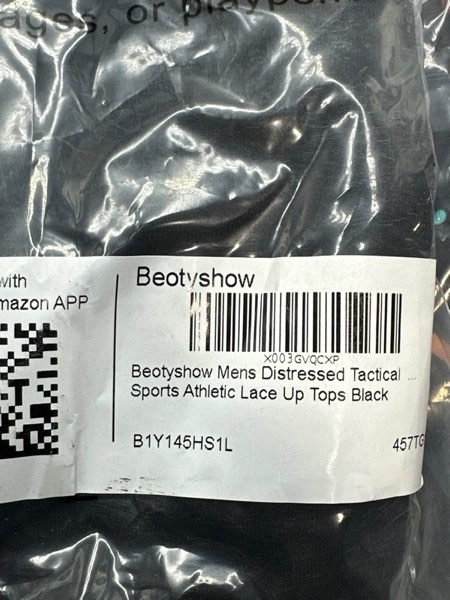 ages, or playpens
with
Beotyshow
mazon APP
X003GVQCXP
Beotyshow Mens Distressed Tactical ...
Sports Athletic Lace Up Tops Black
B1Y145HS1L
457TG